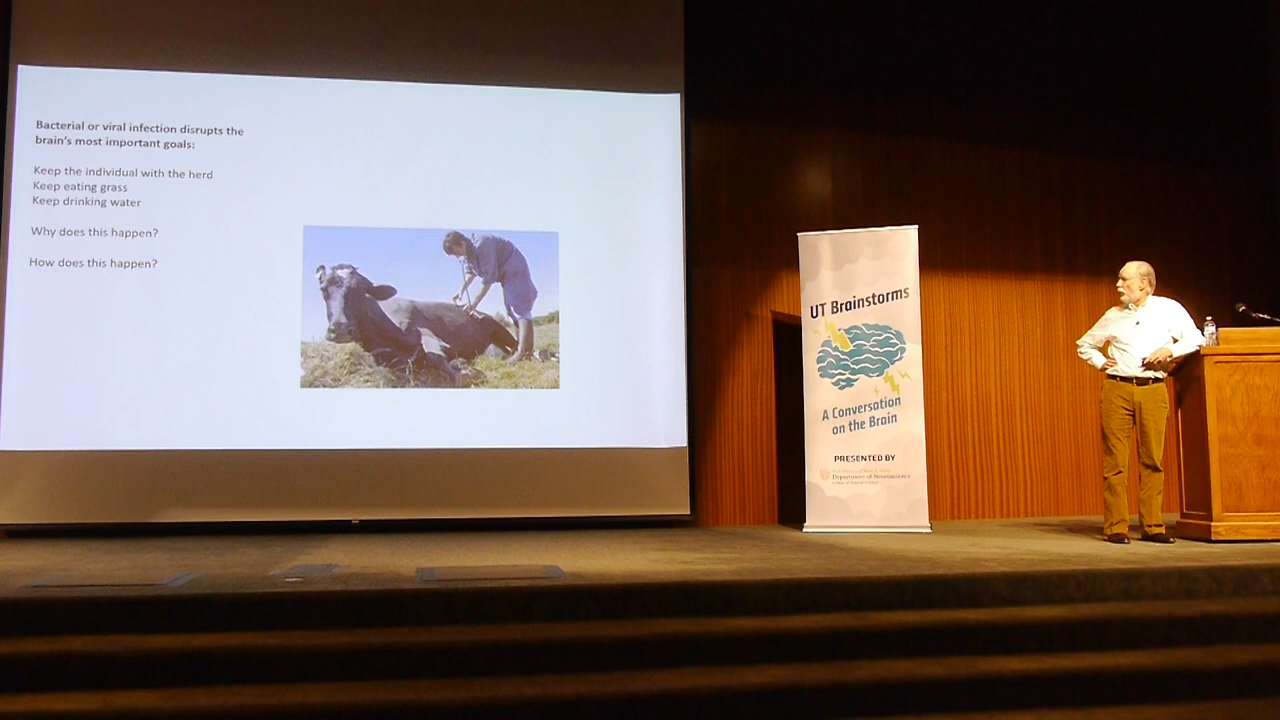 Bacterial or viral infection disrupts the
brain's most important goals:
Keep the individual with the herd
Keep eating grass
Keep drinking water
Why does this happen?
How does this happen?
UT Brainstorms
A Conversation
on the Brain
PRESENTED BY
Department of Neuroscience